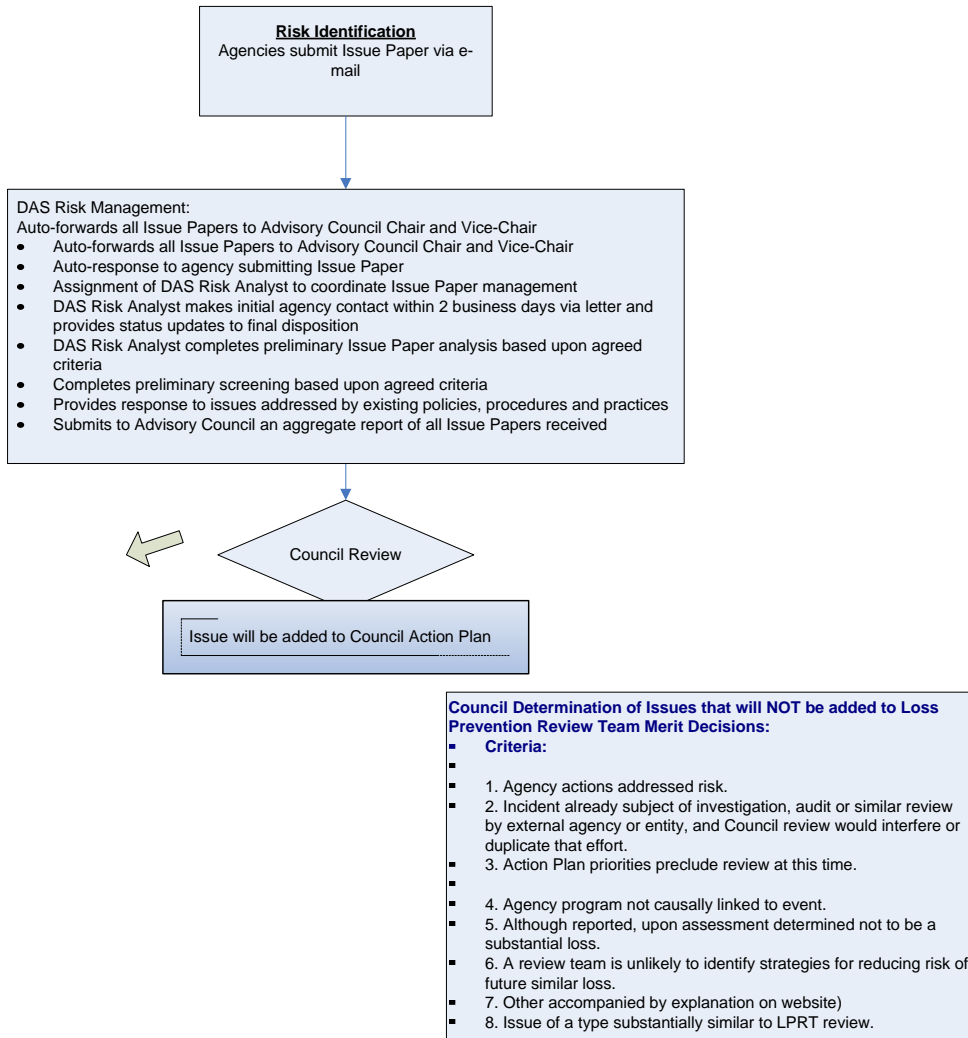 Risk Identification
Agencies submit Issue Paper via e-
mail
DAS Risk Management:
Auto-forwards all Issue Papers to Advisory Council Chair and Vice-Chair
• Auto-forwards all Issue Papers to Advisory Council Chair and Vice-Chair
• Auto-response to agency submitting Issue Paper
• Assignment of DAS Risk Analyst to coordinate Issue Paper management
• DAS Risk Analyst makes initial agency contact within 2 business days via letter and
provides status updates to final disposition
• DAS Risk Analyst completes preliminary Issue Paper analysis based upon agreed
criteria
• Completes preliminary screening based upon agreed criteria
• Provides response to issues addressed by existing policies, procedures and practices
• Submits to Advisory Council an aggregate report of all Issue Papers received
Council Review
Issue will be added to Council Action Plan
Council Determination of Issues that will NOT be added to Loss
Prevention Review Team Merit Decisions:
▪ Criteria:
▪
▪ 1. Agency actions addressed risk.
▪ 2. Incident already subject of investigation, audit or similar review
by external agency or entity, and Council review would interfere or
duplicate that effort.
▪ 3. Action Plan priorities preclude review at this time.
▪
▪ 4. Agency program not causally linked to event.
▪ 5. Although reported, upon assessment determined not to be a
substantial loss.
▪ 6. A review team is unlikely to identify strategies for reducing risk of
future similar loss.
▪ 7. Other accompanied by explanation on website)
▪ 8. Issue of a type substantially similar to LPRT review.